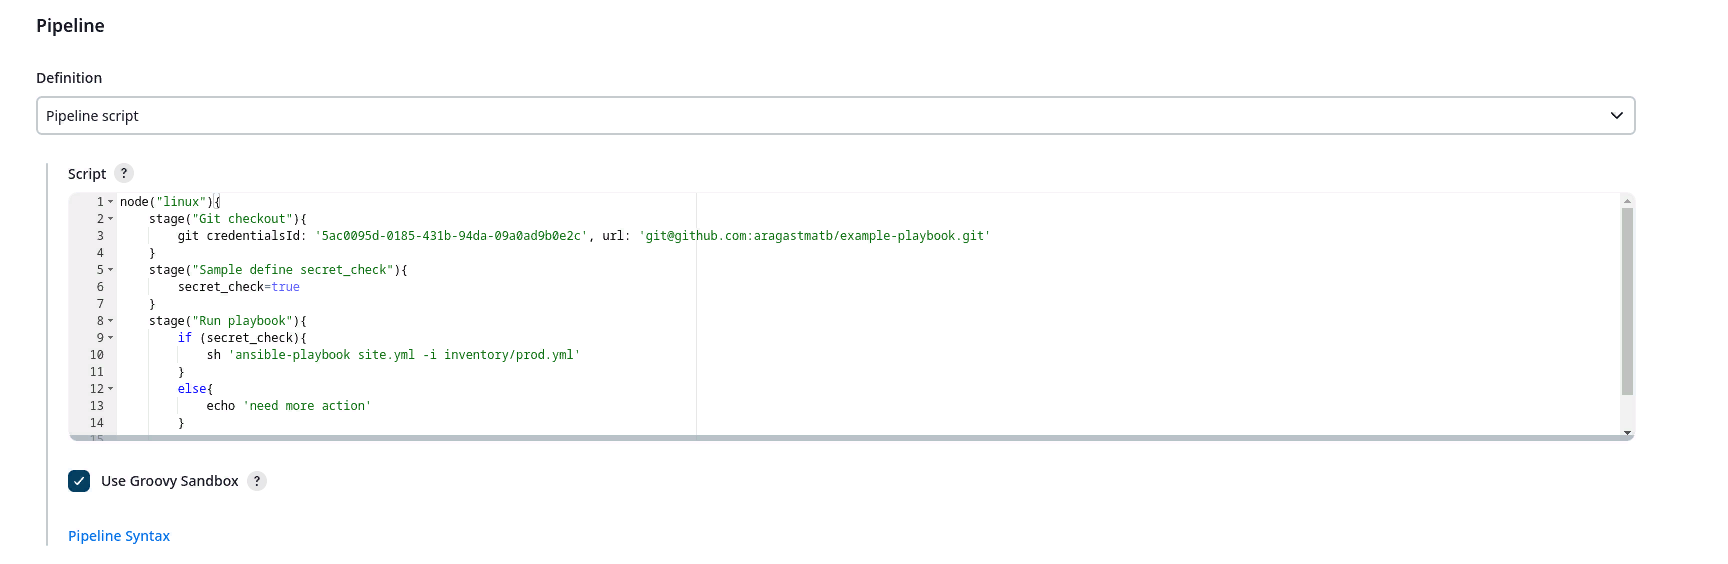 Pipeline
Definition
Pipeline script
Script ?
1 node("linux"){
2     stage("Git checkout"){
3         git credentialsId: '5ac0095d-0185-431b-94da-09a0ad9b0e2c', url: 'git@github.com:aragastmatb/example-playbook.git'
4     }
5     stage("Sample define secret_check"){
6         secret_check=true
7     }
8     stage("Run playbook"){
9         if (secret_check){
10             sh 'ansible-playbook site.yml -i inventory/prod.yml'
11         }
12         else{
13             echo 'need more action'
14         }
15
Use Groovy Sandbox ?
Pipeline Syntax